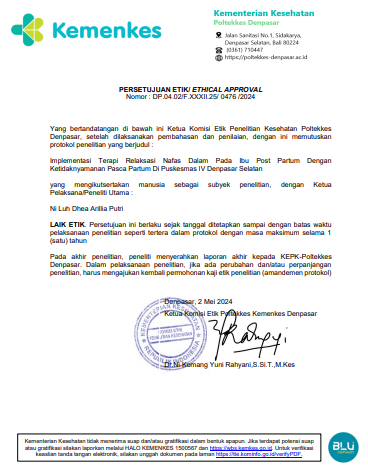 Kemenkes
Kementerian Kesehatan
Poltekkes Denpasar
Jalan Sanitasi No.1, Sidakarya,
Denpasar Selatan, Bali 80224
(0361) 710447
https://poltekkes-denpasar.ac.id
PERSETUJUAN ETIK/ ETHICAL APPROVAL
Nomor : DP.04.02/F.XXXII.25/ 0476 /2024
Yang bertandatangan di bawah ini Ketua Komisi Etik Penelitian Kesehatan Poltekkes
Denpasar, setelah dilaksanakan pembahasan dan penilaian, dengan ini memutuskan
protokol penelitian yang berjudul :
Implementasi Terapi Relaksasi Nafas Dalam Pada Ibu Post Partum Dengan
Ketidaknyamanan Pasca Partum Di Puskesmas IV Denpasar Selatan
yang mengikutsertakan manusia sebagai subyek penelitian, dengan Ketua
Pelaksana/Peneliti Utama :
Ni Luh Dhea Arillia Putri
LAIK ETIK. Persetujuan ini berlaku sejak tanggal ditetapkan sampai dengan batas waktu
pelaksanaan penelitian seperti tertera dalam protokol dengan masa maksimum selama 1
(satu) tahun
Pada akhir penelitian, peneliti menyerahkan laporan akhir kepada KEPK-Poltekkes
Denpasar. Dalam pelaksanaan penelitian, jika ada perubahan dan/atau perpanjangan
penelitian, harus mengajukan kembali permohonan kaji etik penelitian (amandemen protokol)
Denpasar, 2 Mei 2024
Ketua Komisi Etik Poltekkes Kemenkes Denpasar
KEMENTERIAN KESEHATAN
KOMISI ETIK
REPUBLIK INDONESIA
Dr.Ni Komang Yuni Rahyani,S.Si.T.,M.Kes
Kementerian Kesehatan tidak menerima suap dan/atau gratifikasi dalam bentuk apapun. Jika terdapat potensi suap
atau gratifikasi silahkan laporkan melalui HALO KEMENKES 1500567 dan https://wbs.kemkes.go.id. Untuk verifikasi
keaslian tanda tangan elektronik, silakan unggah dokumen pada laman https://tte.kominfo.go.id/verifyPDF.
BLU